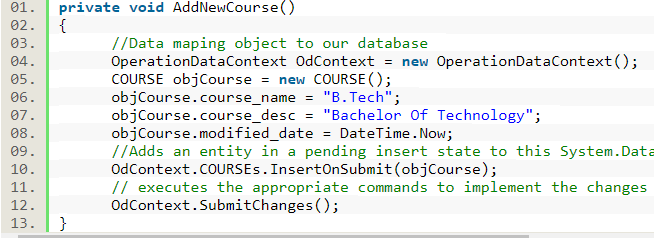 01. private void AddNewCourse()
02. {
03. //Data maping object to our database
04. OperationDataContext OdContext = new OperationDataContext();
05. COURSE objCourse = new COURSE();
06. objCourse.course_name = "B.Tech";
07. objCourse.course_desc = "Bachelor Of Technology";
08. objCourse.modified_date = DateTime.Now;
09. //Adds an entity in a pending insert state to this System.Data
10. OdContext.COURSEs.InsertOnSubmit(objCourse);
11. // executes the appropriate commands to implement the changes
12. OdContext.SubmitChanges();
13. }